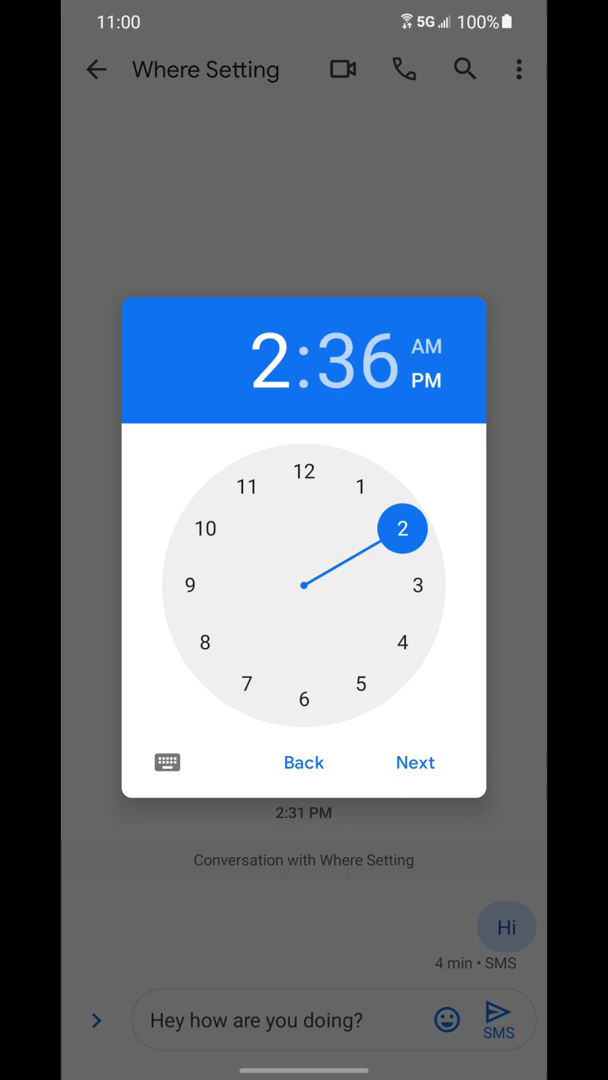 11:00 5G 100%
Where Setting
2:36 AM
PM
12
11 1
10 2
9 3
8 4
7 5
6
Back Next
2:31 PM
Conversation with Where Setting
Hi
4 min • SMS
Hey how are you doing?
SMS